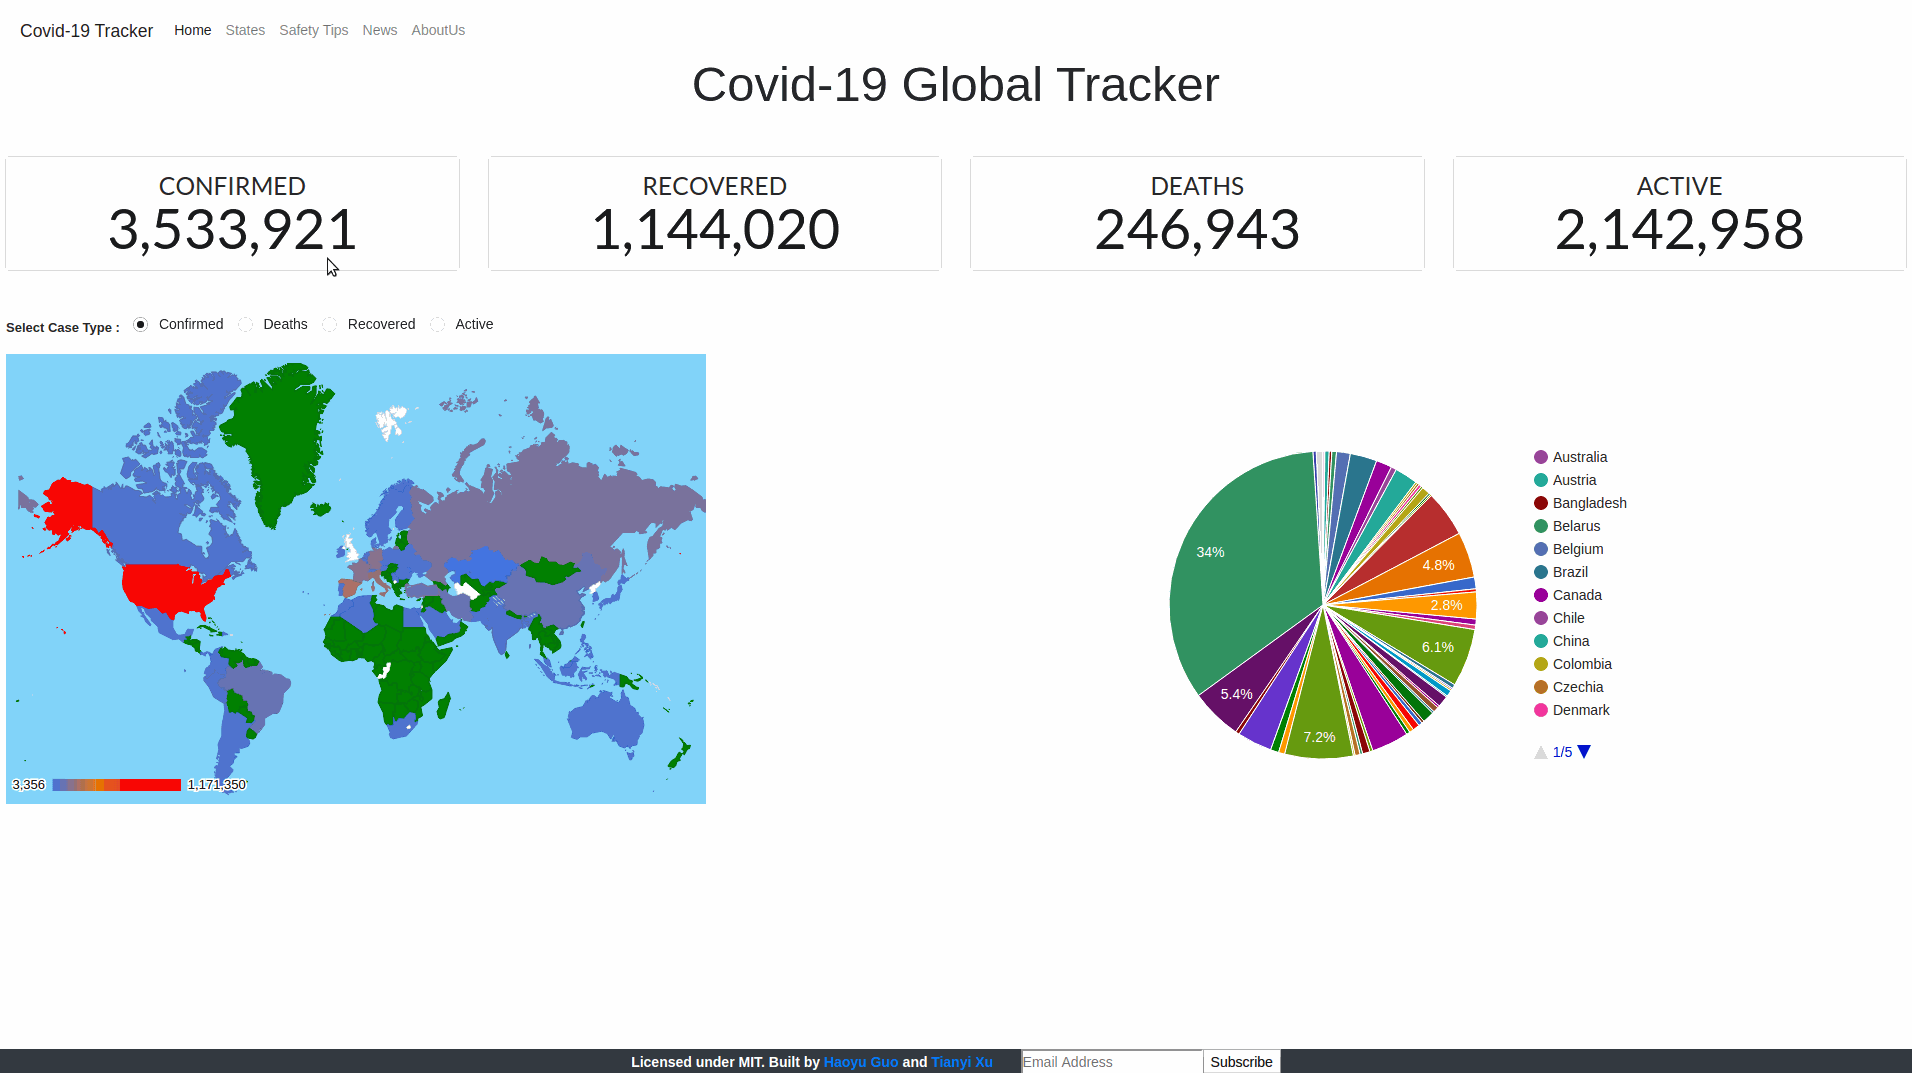 Covid-19 Tracker Home States Safety Tips News AboutUs
Covid-19 Global Tracker
CONFIRMED
3,533,921
RECOVERED
1,144,020
DEATHS
246,943
ACTIVE
2,142,958
Select Case Type : Confirmed Deaths Recovered Active
3,356 1,171,350
34%
4.8%
2.8%
6.1%
5.4%
7.2%
Australia
Austria
Bangladesh
Belarus
Belgium
Brazil
Canada
Chile
China
Colombia
Czechia
Denmark
1/5
Licensed under MIT. Built by Haoyu Guo and Tianyi Xu Email Address Subscribe